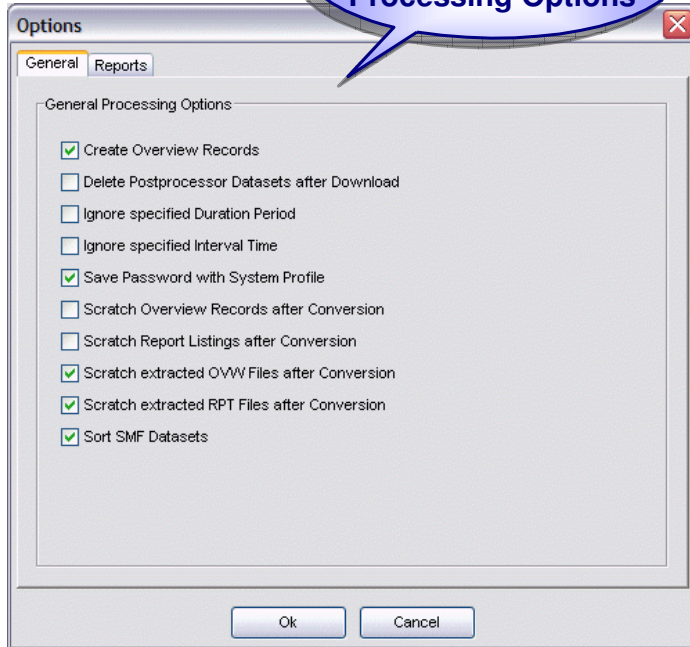 Processing Options
Options
General
Reports
General Processing Options
Create Overview Records
Delete Postprocessor Datasets after Download
Ignore specified Duration Period
Ignore specified Interval Time
Save Password with System Profile
Scratch Overview Records after Conversion
Scratch Report Listings after Conversion
Scratch extracted OVW Files after Conversion
Scratch extracted RPT Files after Conversion
Sort SMF Datasets
Ok
Cancel